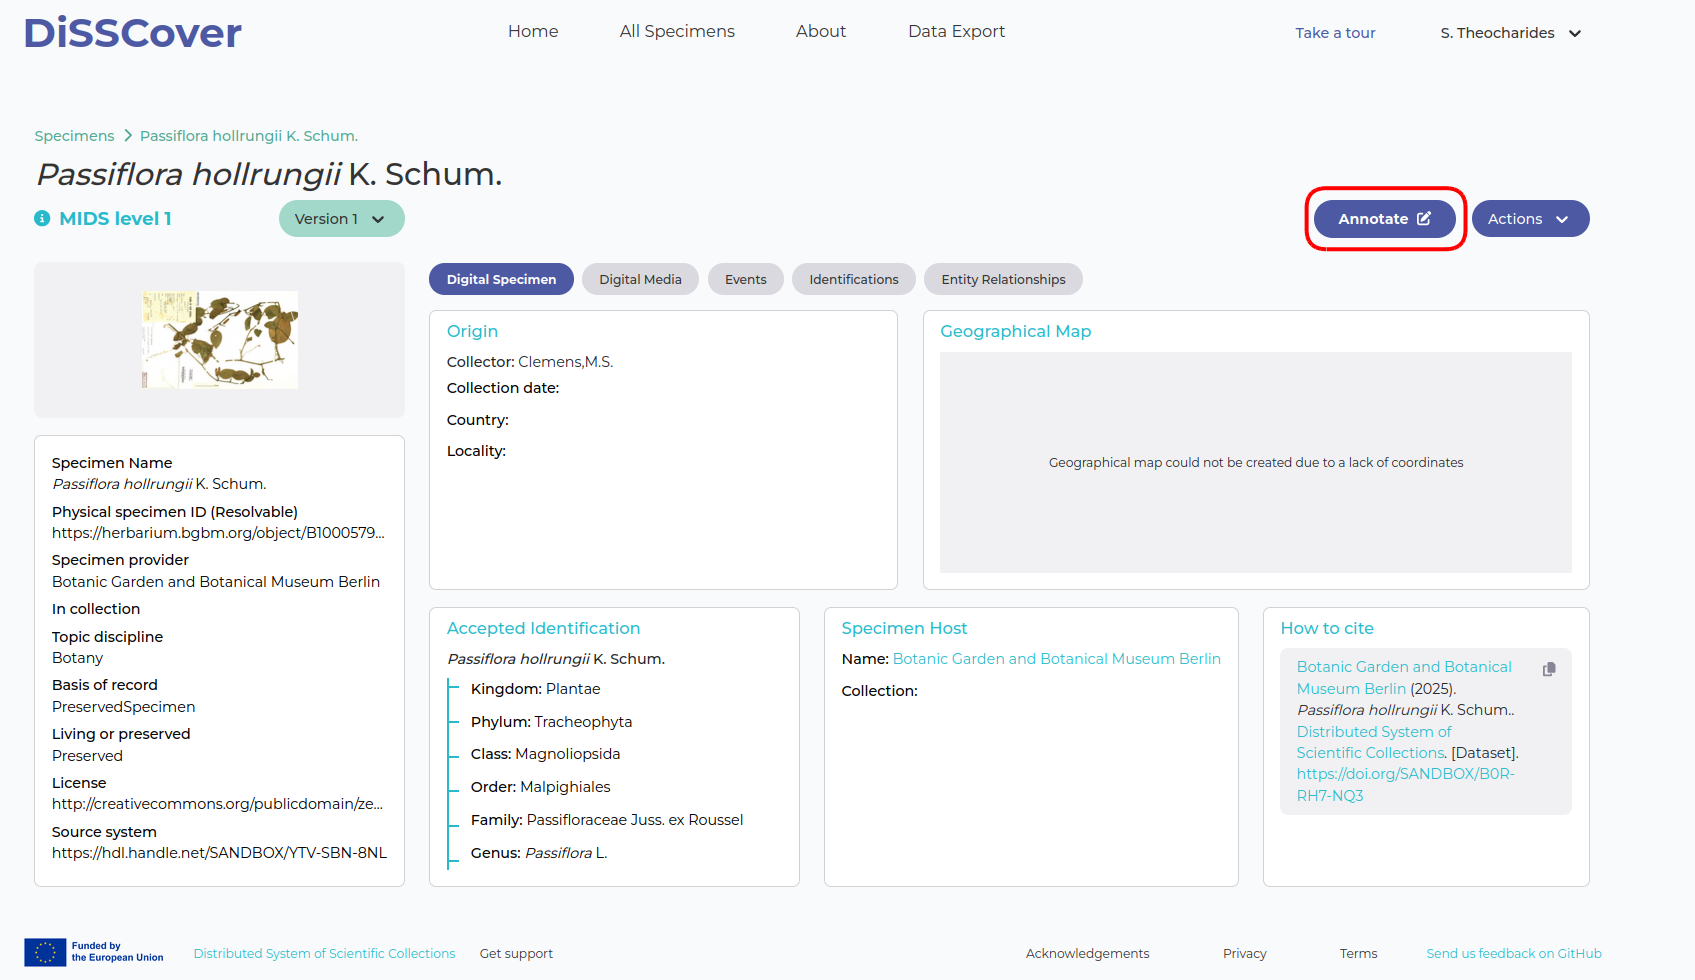 DiSSCover
Home
All Specimens
About
Data Export
Take a tour
S. Theocharides
Specimens
Passiflora hollrungii K. Schum.
Passiflora hollrungii K. Schum.
MIDS level 1
Version 1
Annotate
Actions
Digital Specimen
Digital Media
Events
Identifications
Entity Relationships
Specimen Name
Passiflora hollrungii K. Schum.
Physical specimen ID (Resolvable)
https://herbarium.bgbm.org/object/B1000579...
Specimen provider
Botanic Garden and Botanical Museum Berlin
In collection
Topic discipline
Botany
Basis of record
PreservedSpecimen
Living or preserved
Preserved
License
http://creativecommons.org/publicdomain/ze...
Source system
https://hdl.handle.net/SANDBOX/YTV-SBN-8NL
Origin
Collector: Clemens,M.S.
Collection date:
Country:
Locality:
Geographical Map
Geographical map could not be created due to a lack of coordinates
Accepted Identification
Passiflora hollrungii K. Schum.
Kingdom: Plantae
Phylum: Tracheophyta
Class: Magnoliopsida
Order: Malpighiales
Family: Passifloraceae Juss. ex Roussel
Genus: Passiflora L.
Specimen Host
Name: Botanic Garden and Botanical Museum Berlin
Collection:
How to cite
Botanic Garden and Botanical
Museum Berlin (2025).
Passiflora hollrungii K. Schum..
Distributed System of
Scientific Collections. [Dataset].
https://doi.org/SANDBOX/B0R-
RH7-NQ3
Funded by
the European Union
Distributed System of Scientific Collections
Get support
Acknowledgements
Privacy
Terms
Send us feedback on GitHub